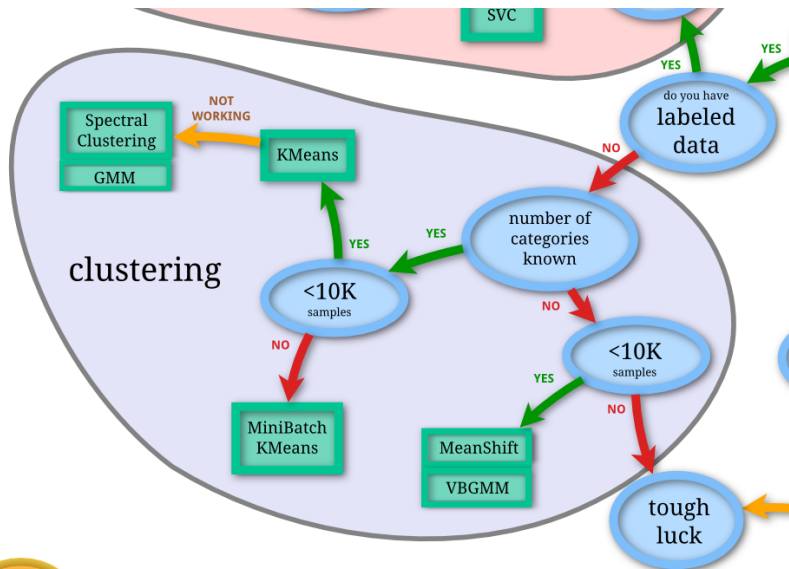 SVC
YES
YES
do you have
labeled
data
NO
NOT
WORKING
Spectral
Clustering
GMM
KMeans
number of
categories
known
YES
YES
clustering
<10K
samples
NO
NO
<10K
samples
YES
NO
MiniBatch
KMeans
MeanShift
VBGMM
tough
luck